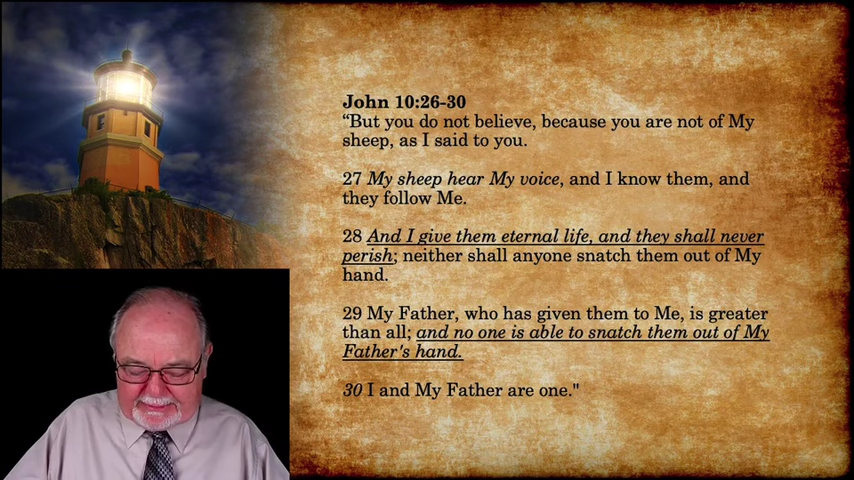 John 10:26-30
“But you do not believe, because you are not of My
sheep, as I said to you.
27 My sheep hear My voice, and I know them, and
they follow Me.
28 And I give them eternal life, and they shall never
perish; neither shall anyone snatch them out of My
hand.
29 My Father, who has given them to Me, is greater
than all; and no one is able to snatch them out of My
Father's hand.
30 I and My Father are one."